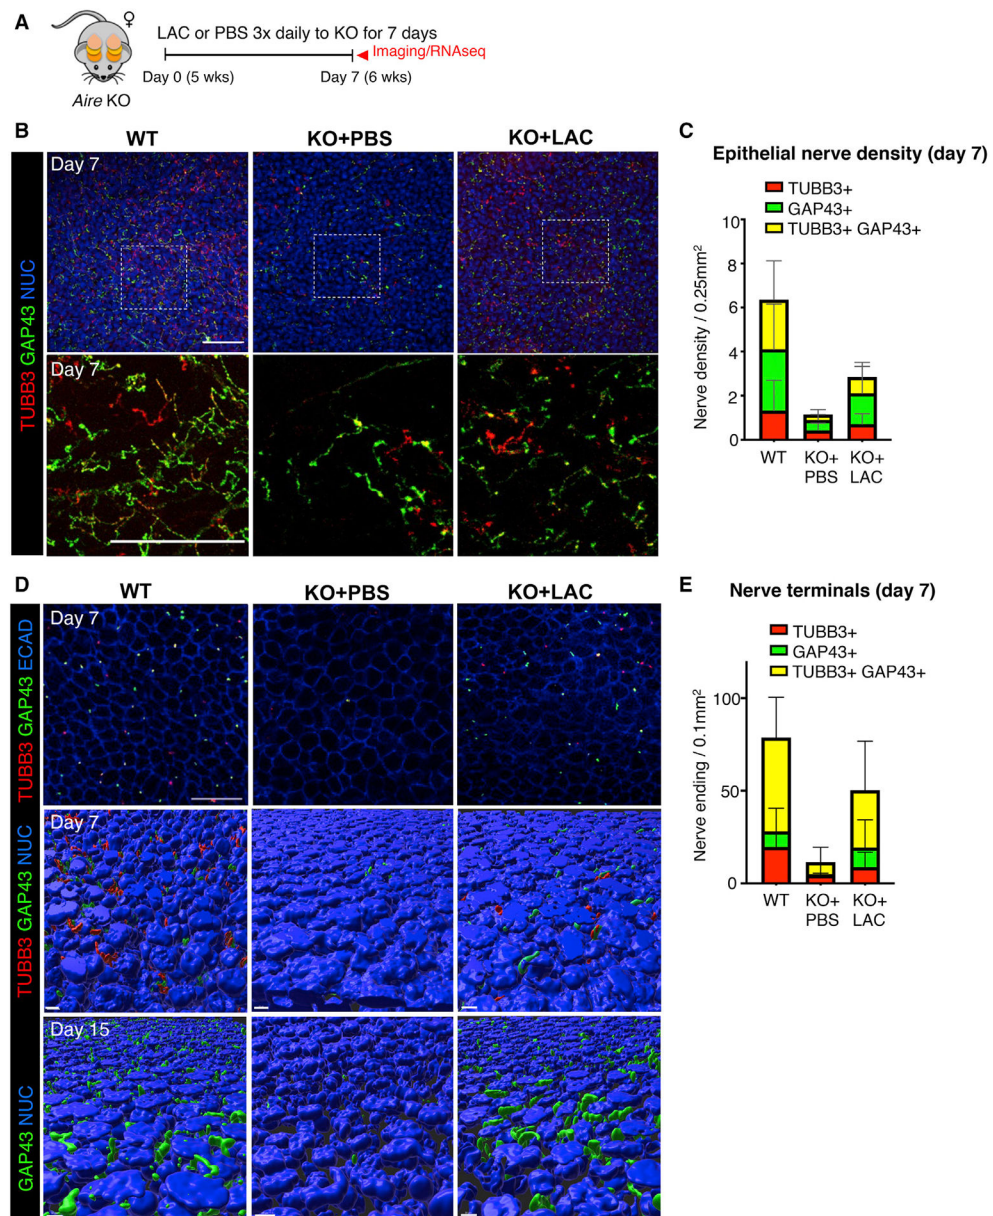 A
♀
LAC or PBS 3x daily to KO for 7 days
Imaging/RNAseq
Day 0 (5 wks)
Day 7 (6 wks)
Aire KO
B
WT
KO+PBS
KO+LAC
TUBB3 GAP43 NUC
Day 7
Day 7
C
Epithelial nerve density (day 7)
TUBB3+
GAP43+
TUBB3+ GAP43+
Nerve density / 0.25mm²
10
8
6
4
2
0
WT
KO+
PBS
KO+
LAC
D
WT
KO+PBS
KO+LAC
TUBB3 GAP43 ECAD
Day 7
TUBB3 GAP43 NUC
Day 7
GAP43 NUC
Day 15
E
Nerve terminals (day 7)
TUBB3+
GAP43+
TUBB3+ GAP43+
Nerve ending / 0.1mm²
100
50
0
WT
KO+
PBS
KO+
LAC